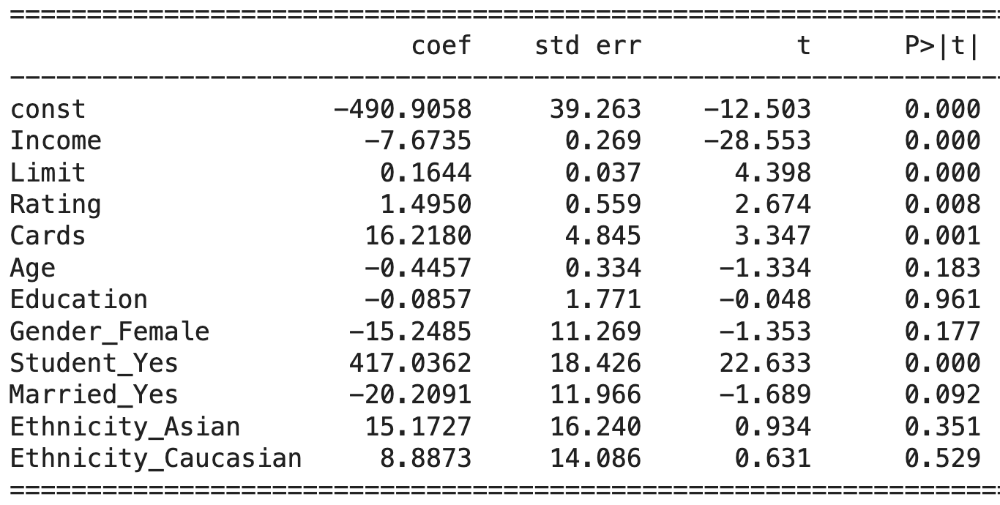 coef std err t P>|t|
const -490.9058 39.263 -12.503 0.000
Income -7.6735 0.269 -28.553 0.000
Limit 0.1644 0.037 4.398 0.000
Rating 1.4950 0.559 2.674 0.008
Cards 16.2180 4.845 3.347 0.001
Age -0.4457 0.334 -1.334 0.183
Education -0.0857 1.771 -0.048 0.961
Gender_Female -15.2485 11.269 -1.353 0.177
Student_Yes 417.0362 18.426 22.633 0.000
Married_Yes -20.2091 11.966 -1.689 0.092
Ethnicity_Asian 15.1727 16.240 0.934 0.351
Ethnicity_Caucasian 8.8873 14.086 0.631 0.529